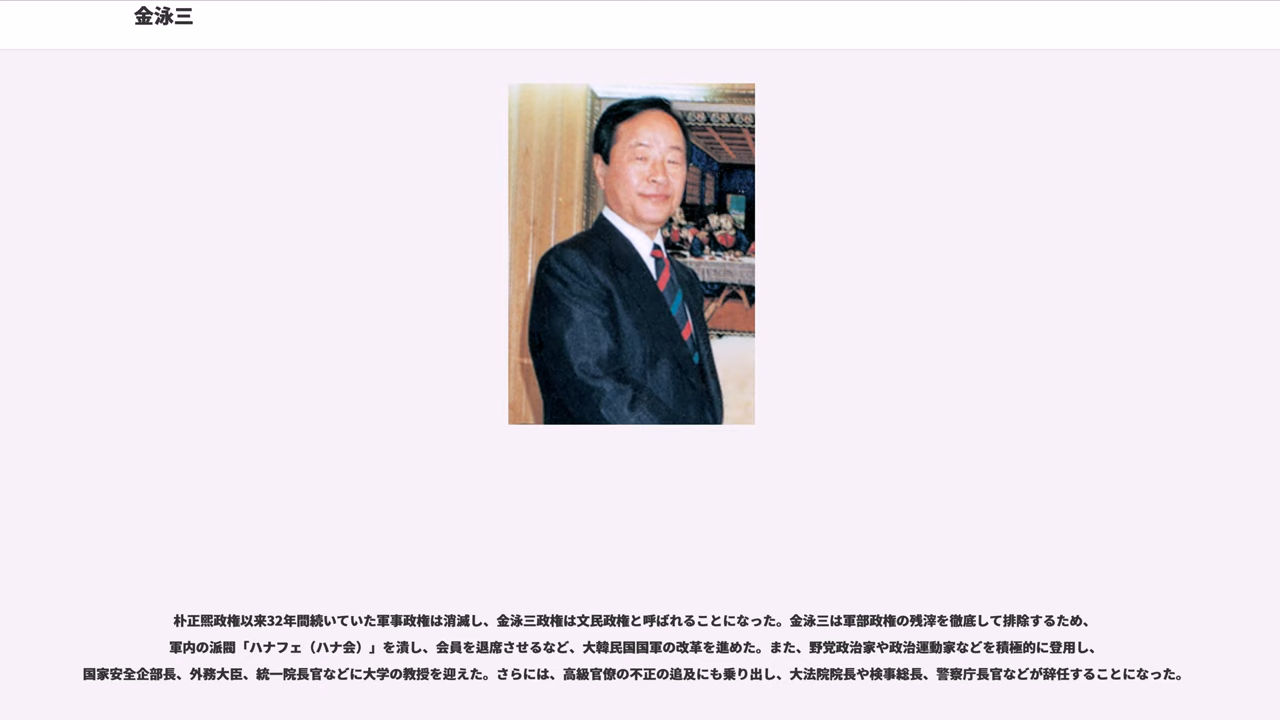 金泳三
朴正熙政権以来32年間続いていた軍事政権は消滅し、金泳三政権は文民政権と呼ばれることになった。金泳三は軍部政権の残滓を徹底して排除するため、
軍内の派閥「ハナフェ（ハナ会）」を潰し、会員を退席させるなど、大韓民国国軍の改革を進めた。また、野党政治家や政治運動家などを積極的に登用し、
国家安全企部長、外務大臣、統一院長官などに大学の教授を迎えた。さらには、高級官僚の不正の追及にも乗り出し、大法院院長や検事総長、警察庁長官などが辞任することになった。